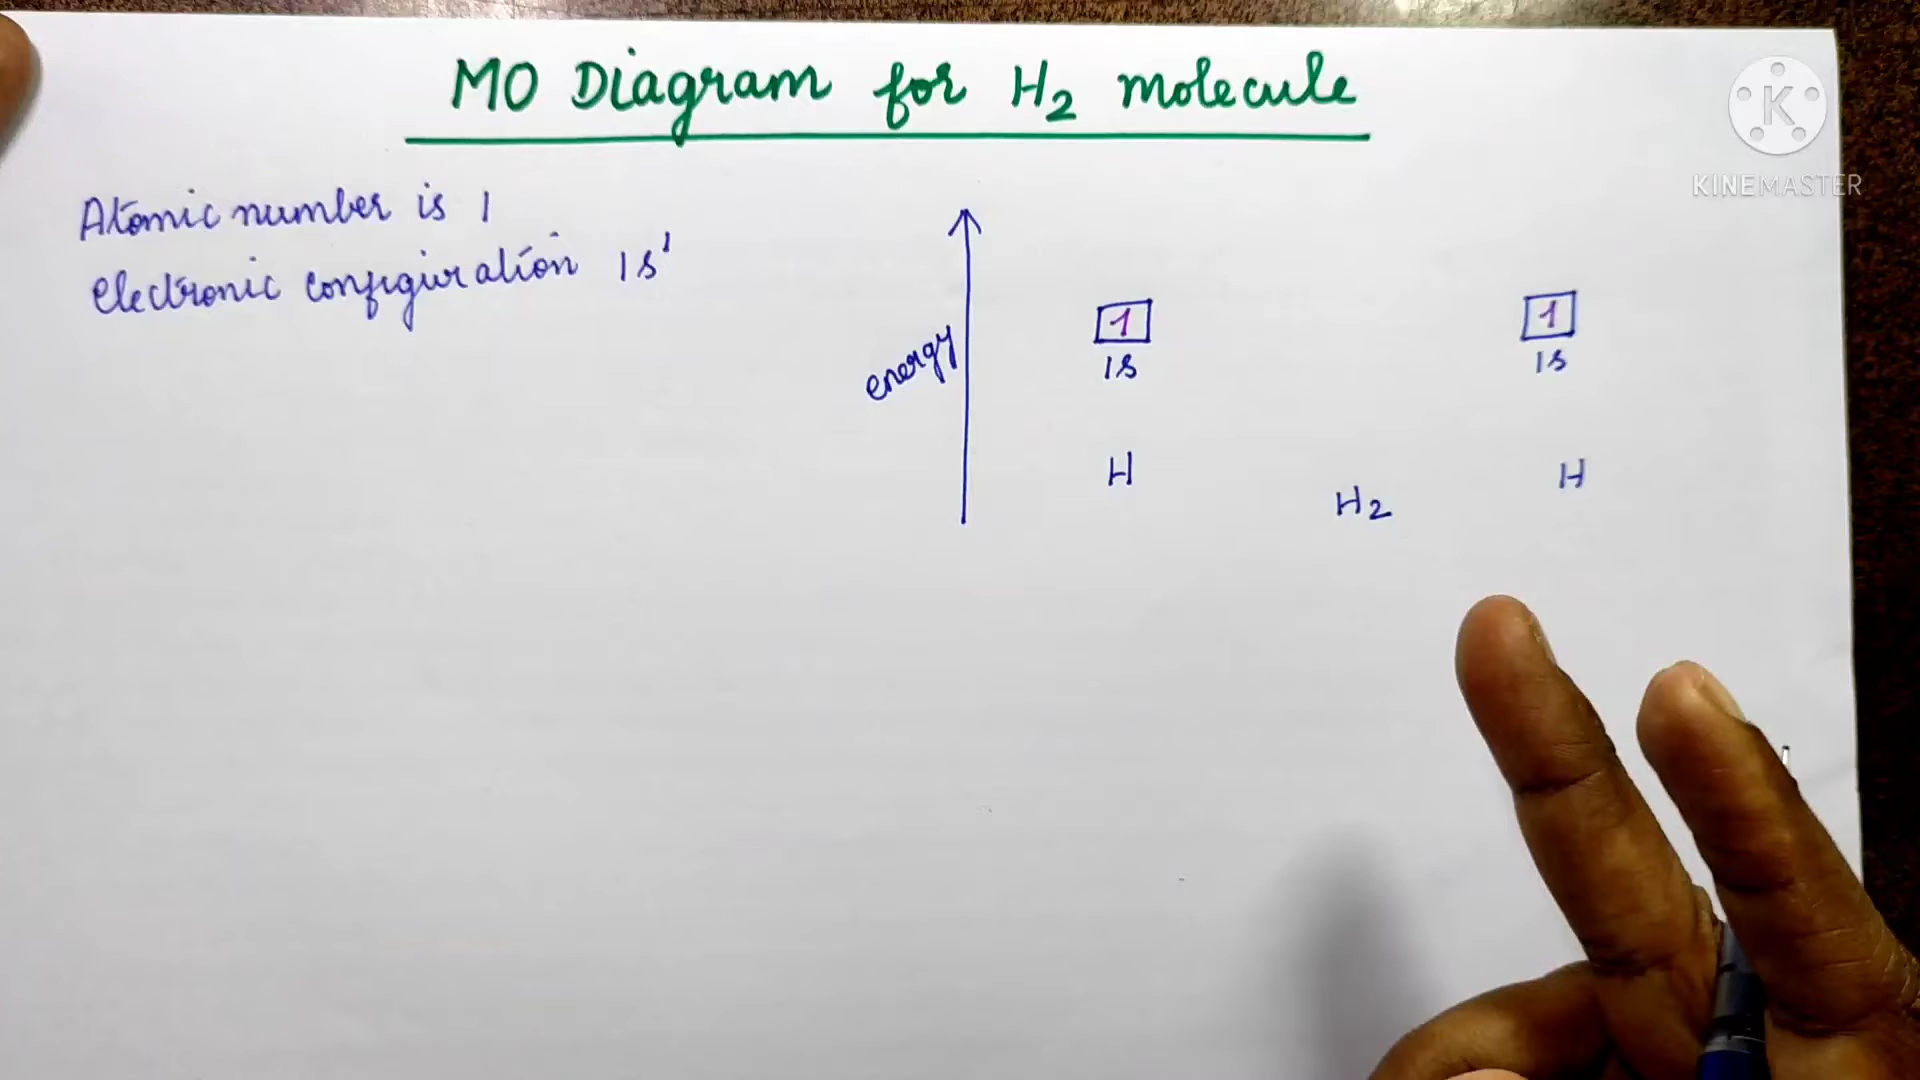 MO Diagram for H₂ molecule
K
KINEMASTER
Atomic number is 1
Electronic configuration 1s¹
energy
1 1
1s 1s
H H
H₂